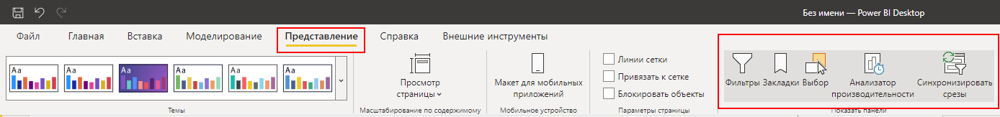 Без имени — Power BI Desktop
Файл Главная Вставка Моделирование Представление Справка Внешние инструменты
Aa Aa Aa Aa Aa Aa
Просмотр
страницы
Макет для мобильных
приложений
Линии сетки
Привязать к сетке
Блокировать объекты
Фильтры
Закладки
Выбор
Анализатор
производительности
Синхронизировать
срезы
Темы
Масштабирование по содержимому
Мобильное устройство
Параметры страницы
Показать панели